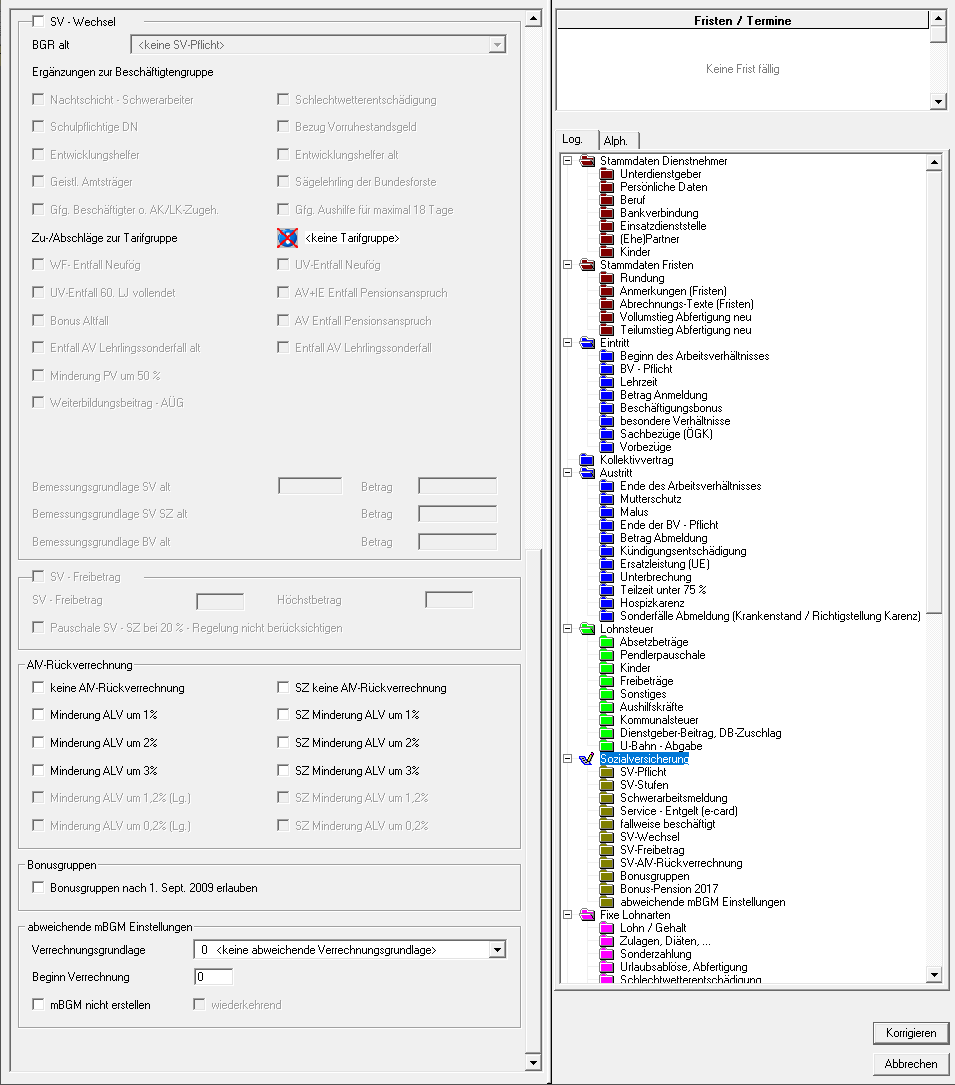 SV - Wechsel
BGR alt <keine SV-Pflicht>
Ergänzungen zur Beschäftigtengruppe
Nachtschicht - Schwerarbeiter Schlechtwetterentschädigung
Schulpflichtige DN Bezug Vorruhestandsgeld
Entwicklungshelfer Entwicklungshelfer alt
Geistl. Amtsträger Sägelehrling der Bundesforste
Gfg. Beschäftigter o. AK/LK-Zugeh. Gfg. Aushilfe für maximal 18 Tage
Zu-/Abschläge zur Tarifgruppe <keine Tarifgruppe>
WF- Entfall Neufög UV-Entfall Neufög
UV-Entfall 60. LJ vollendet AV+IE Entfall Pensionsanspruch
Bonus Altfall AV Entfall Pensionsanspruch
Entfall AV Lehrlingssonderfall alt Entfall AV Lehrlingssonderfall
Minderung PV um 50 %
Weiterbildungsbeitrag - AÜG
Bemessungsgrundlage SV alt Betrag
Bemessungsgrundlage SV SZ alt Betrag
Bemessungsgrundlage BV alt Betrag
SV - Freibetrag
SV - Freibetrag Höchstbetrag
Pauschale SV - SZ bei 20 % - Regelung nicht berücksichtigen
AlV-Rückverrechnung
keine AlV-Rückverrechnung SZ keine AlV-Rückverrechnung
Minderung ALV um 1% SZ Minderung ALV um 1%
Minderung ALV um 2% SZ Minderung ALV um 2%
Minderung ALV um 3% SZ Minderung ALV um 3%
Minderung ALV um 1,2% (Lg.) SZ Minderung ALV um 1,2%
Minderung ALV um 0,2% (Lg.) SZ Minderung ALV um 0,2%
Bonusgruppen
Bonusgruppen nach 1. Sept. 2009 erlauben
abweichende mBGM Einstellungen
Verrechnungsgrundlage 0 <keine abweichende Verrechnungsgrundlage>
Beginn Verrechnung 0
mBGM nicht erstellen wiederkehrend
Fristen / Termine
Keine Frist fällig
Log. Alph.
Stammdaten Dienstnehmer
Unterdienstgeber
Persönliche Daten
Beruf
Bankverbindung
Einsatzdienststelle
(Ehe)Partner
Kinder
Stammdaten Fristen
Rundung
Anmerkungen (Fristen)
Abrechnungs-Texte (Fristen)
Vollumstieg Abfertigung neu
Teilumstieg Abfertigung neu
Eintritt
Beginn des Arbeitsverhältnisses
BV - Pflicht
Lehrzeit
Betrag Anmeldung
Beschäftigungsbonus
besondere Verhältnisse
Sachbezüge (ÖGK)
Vorbezüge
Kollektivvertrag
Austritt
Ende des Arbeitsverhältnisses
Mutterschutz
Malus
Ende der BV - Pflicht
Betrag Abmeldung
Kündigungsentschädigung
Ersatzleistung (UE)
Unterbrechung
Teilzeit unter 75 %
Hospizkarenz
Sonderfälle Abmeldung (Krankenstand / Richtigstellung Karenz)
Lohnsteuer
Absetzbeträge
Pendlerpauschale
Kinder
Freibeträge
Sonstiges
Aushilfskräfte
Kommunalsteuer
Dienstgeber-Beitrag, DB-Zuschlag
U-Bahn - Abgabe
Sozialversicherung
SV-Pflicht
SV-Stufen
Schwerarbeitsmeldung
Service - Entgelt (e-card)
fallweise beschäftigt
SV-Wechsel
SV-Freibetrag
SV-AlV-Rückverrechnung
Bonusgruppen
Bonus-Pension 2017
abweichende mBGM Einstellungen
Fixe Lohnarten
Lohn / Gehalt
Zulagen, Diäten, ...
Sonderzahlung
Urlaubsablöse, Abfertigung
Schlechtwetterentschädigung
Korrigieren
Abbrechen